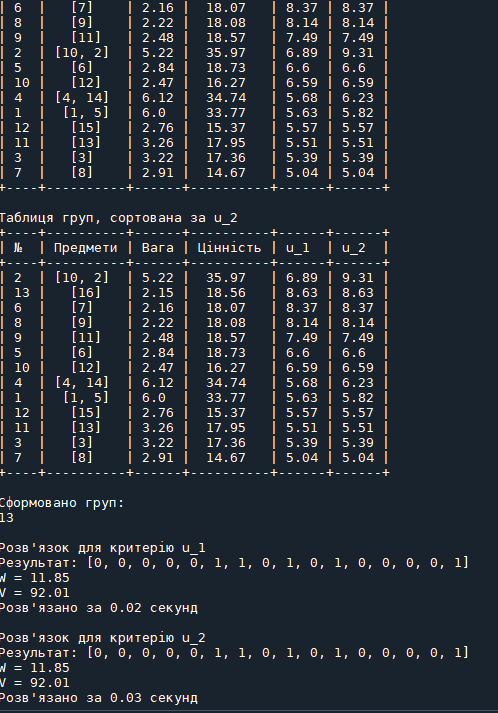 | 6  |   [7]    | 2.16 |  18.07   | 8.37 | 8.37 |
| 8  |   [9]    | 2.22 |  18.08   | 8.14 | 8.14 |
| 9  |   [11]   | 2.48 |  18.57   | 7.49 | 7.49 |
| 2  | [10, 2]  | 5.22 |  35.97   | 6.89 | 9.31 |
| 5  |   [6]    | 2.84 |  18.73   | 6.6  | 6.6  |
| 10 |   [12]   | 2.47 |  16.27   | 6.59 | 6.59 |
| 4  | [4, 14]  | 6.12 |  34.74   | 5.68 | 6.23 |
| 1  |  [1, 5]  | 6.0  |  33.77   | 5.63 | 5.82 |
| 12 |   [15]   | 2.76 |  15.37   | 5.57 | 5.57 |
| 11 |   [13]   | 3.26 |  17.95   | 5.51 | 5.51 |
| 3  |   [3]    | 3.22 |  17.36   | 5.39 | 5.39 |
| 7  |   [8]    | 2.91 |  14.67   | 5.04 | 5.04 |
+----+----------+------+----------+------+------+
Таблиця груп, сортована за u_2
+----+----------+------+----------+------+------+
| №  | Предмети | Вага | Цінність | u_1  | u_2  |
+----+----------+------+----------+------+------+
| 2  | [10, 2]  | 5.22 |  35.97   | 6.89 | 9.31 |
| 13 |   [16]   | 2.15 |  18.56   | 8.63 | 8.63 |
| 6  |   [7]    | 2.16 |  18.07   | 8.37 | 8.37 |
| 8  |   [9]    | 2.22 |  18.08   | 8.14 | 8.14 |
| 9  |   [11]   | 2.48 |  18.57   | 7.49 | 7.49 |
| 5  |   [6]    | 2.84 |  18.73   | 6.6  | 6.6  |
| 10 |   [12]   | 2.47 |  16.27   | 6.59 | 6.59 |
| 4  | [4, 14]  | 6.12 |  34.74   | 5.68 | 6.23 |
| 1  |  [1, 5]  | 6.0  |  33.77   | 5.63 | 5.82 |
| 12 |   [15]   | 2.76 |  15.37   | 5.57 | 5.57 |
| 11 |   [13]   | 3.26 |  17.95   | 5.51 | 5.51 |
| 3  |   [3]    | 3.22 |  17.36   | 5.39 | 5.39 |
| 7  |   [8]    | 2.91 |  14.67   | 5.04 | 5.04 |
+----+----------+------+----------+------+------+
Сформовано груп:
13
Розв'язок для критерію u_1
Результат: [0, 0, 0, 0, 0, 1, 1, 0, 1, 0, 1, 0, 0, 0, 0, 1]
W = 11.85
V = 92.01
Розв'язано за 0.02 секунд
Розв'язок для критерію u_2
Результат: [0, 0, 0, 0, 0, 1, 1, 0, 1, 0, 1, 0, 0, 0, 0, 1]
W = 11.85
V = 92.01
Розв'язано за 0.03 секунд